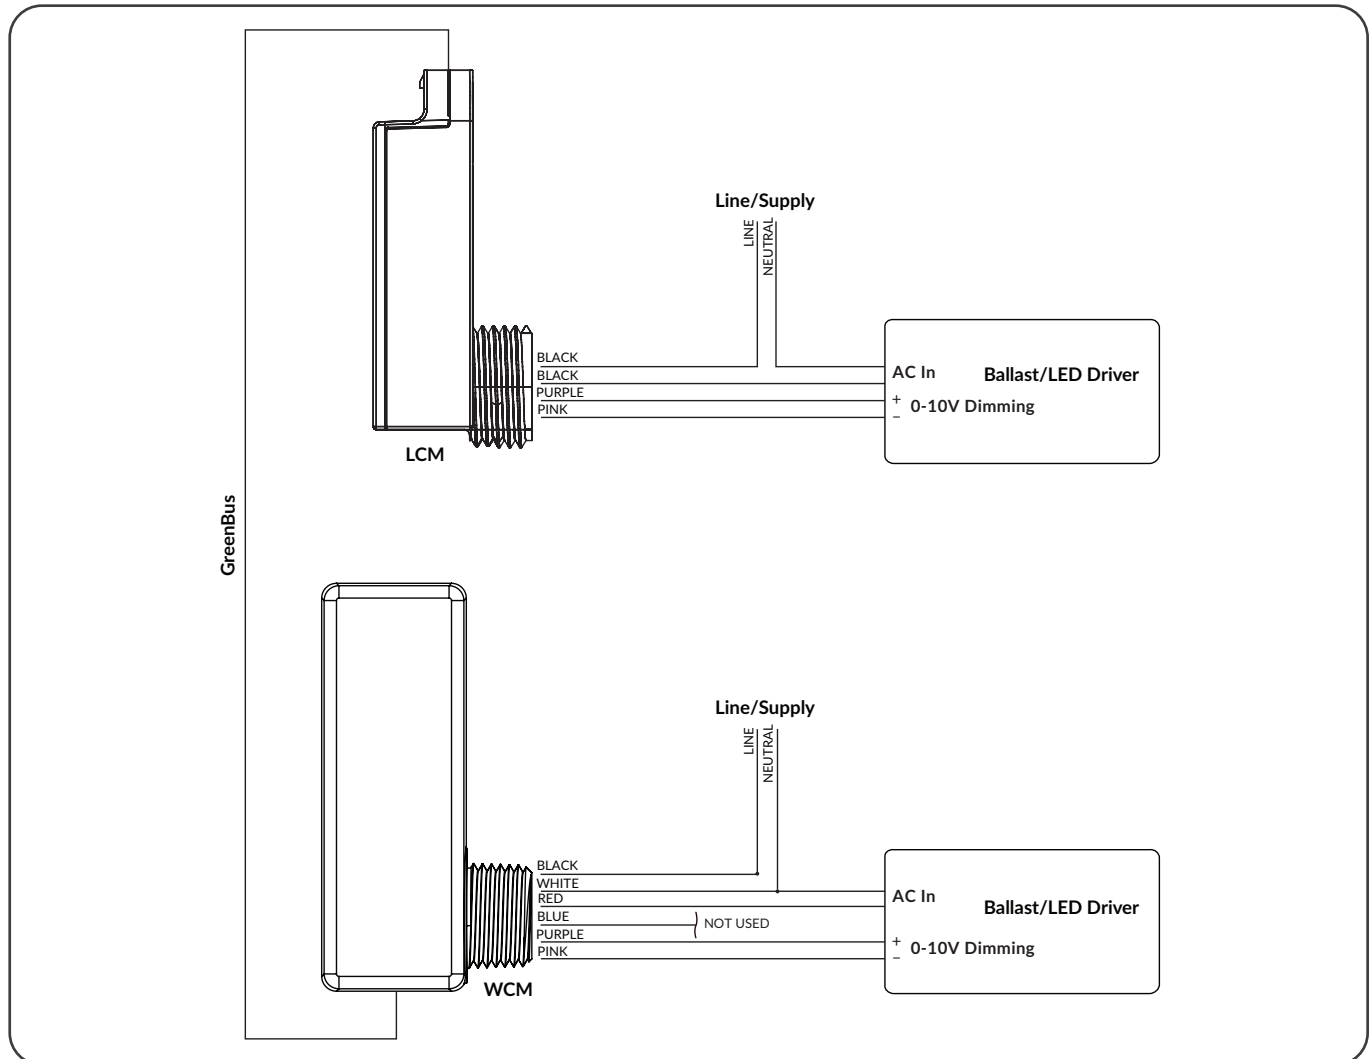 Line/Supply
LINE
NEUTRAL
BLACK
BLACK
PURPLE
PINK
AC In
Ballast/LED Driver
+
0-10V Dimming
–
LCM
GreenBus
Line/Supply
LINE
NEUTRAL
BLACK
WHITE
RED
BLUE
NOT USED
PURPLE
PINK
AC In
Ballast/LED Driver
+
0-10V Dimming
–
WCM